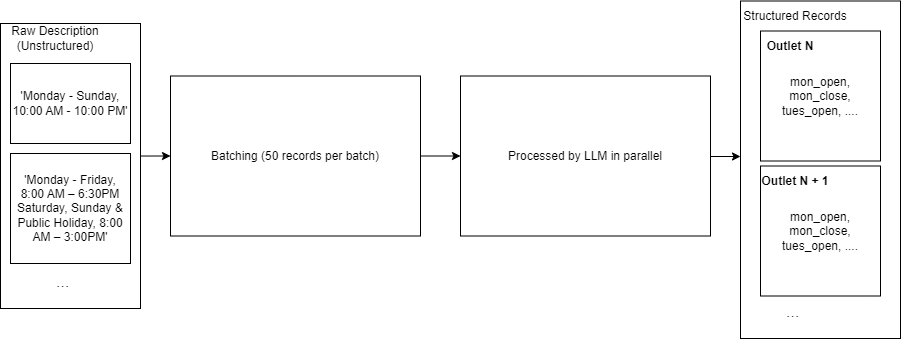 Raw Description
(Unstructured)
'Monday - Sunday,
10:00 AM - 10:00 PM'
'Monday - Friday,
8:00 AM – 6:30PM
Saturday, Sunday &
Public Holiday, 8:00
AM – 3:00PM'
...
Batching (50 records per batch)
Processed by LLM in parallel
Structured Records
Outlet N
mon_open,
mon_close,
tues_open, ....
Outlet N + 1
mon_open,
mon_close,
tues_open, ....
...